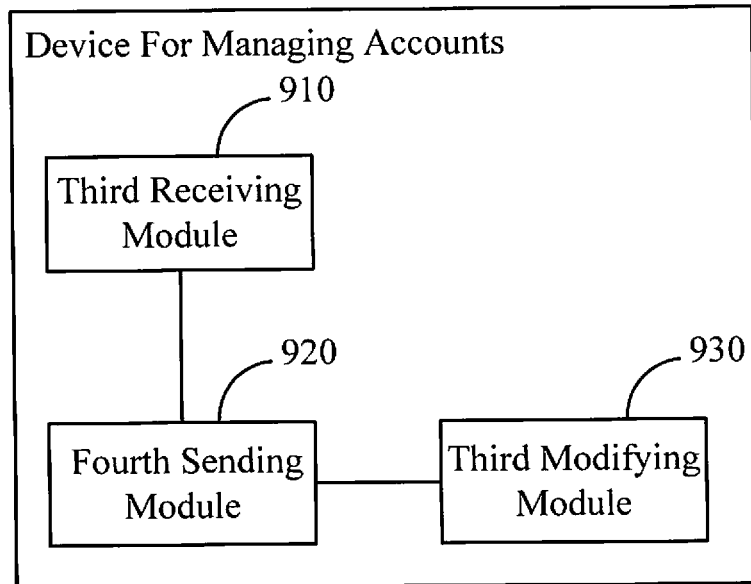 Device For Managing Accounts
910
Third Receiving
Module
920
Fourth Sending
Module
930
Third Modifying
Module